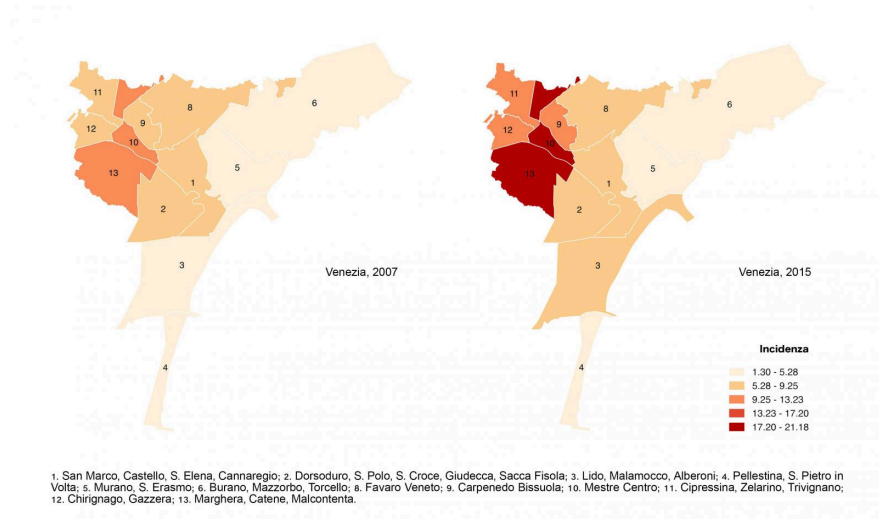 11
12
9
10
8
6
13
5
1
2
3
4
Venezia, 2007
11
12
9
10
8
6
13
5
1
2
3
4
Venezia, 2015
Incidenza
1.30 - 5.28
5.28 - 9.25
9.25 - 13.23
13.23 - 17.20
17.20 - 21.18
1. San Marco, Castello, S. Elena, Cannaregio; 2. Dorsoduro, S. Polo, S. Croce, Giudecca, Sacca Fisola; 3. Lido, Malamocco, Alberoni; 4. Pellestina, S. Pietro in
Volta; 5. Murano, S. Erasmo; 6. Burano, Mazzorbo, Torcello; 8. Favaro Veneto; 9. Carpenedo Bissuola; 10. Mestre Centro; 11. Cipressina, Zelarino, Trivignano;
12. Chirignago, Gazzera; 13. Marghera, Catene, Malcontenta.